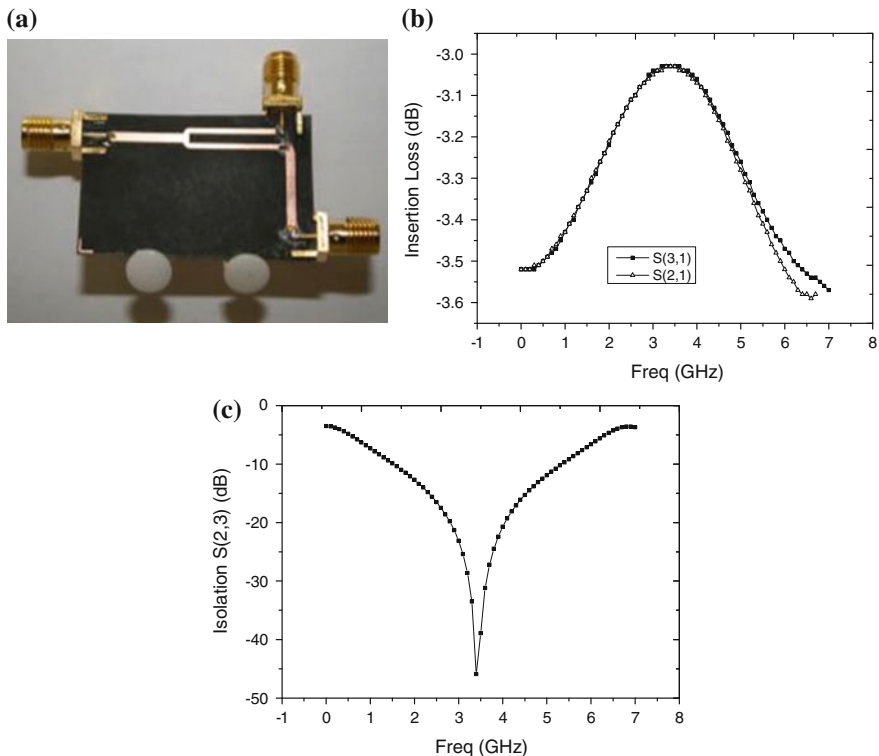 (a)
(b)
-3.0
-3.1
-3.2
-3.3
-3.4
-3.5
-3.6
Insertion Loss (dB)
S(3,1)
S(2,1)
-1 0 1 2 3 4 5 6 7 8
Freq (GHz)
(c)
0
-10
-20
-30
-40
-50
Isolation S(2,3) (dB)
-1 0 1 2 3 4 5 6 7 8
Freq (GHz)